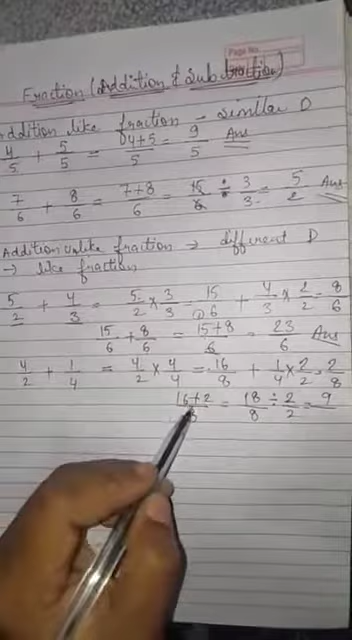 Page No.
Fraction (Addition & Subtraction)
Addition like fraction - similar D
4/5 + 5/5 = 4+5/5 = 9/5 Ans
7/6 + 8/6 = 7+8/6 = 15/6 ÷ 3/3 = 5/2 Ans
Addition unlike fraction → different D
→ like fraction
5/2 + 4/3 = 5/2 × 3/3 = 15/6 + 4/3 × 2/2 = 8/6
15/6 + 8/6 = 15+8/6 = 23/6 Ans
4/2 + 1/4 = 4/2 × 4/4 = 16/8 + 1/4 × 2/2 = 2/8
16+2/8 = 18/8 ÷ 2/2 = 9